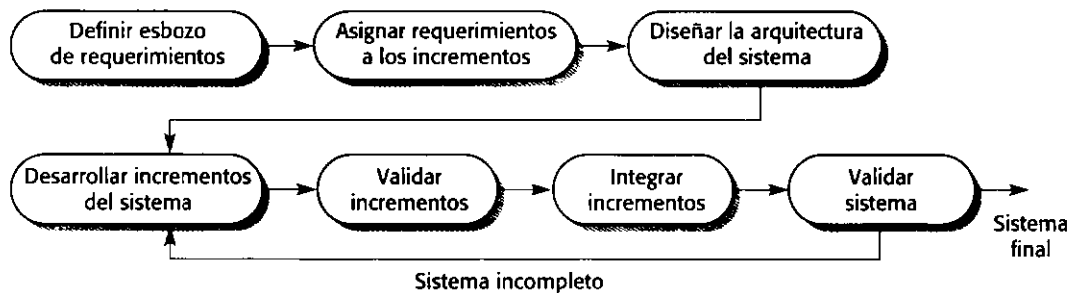 Definir esbozo
de requerimientos
Asignar requerimientos
a los incrementos
Diseñar la arquitectura
del sistema
Desarrollar incrementos
del sistema
Validar
incrementos
Integrar
incrementos
Validar
sistema
Sistema
final
Sistema incompleto